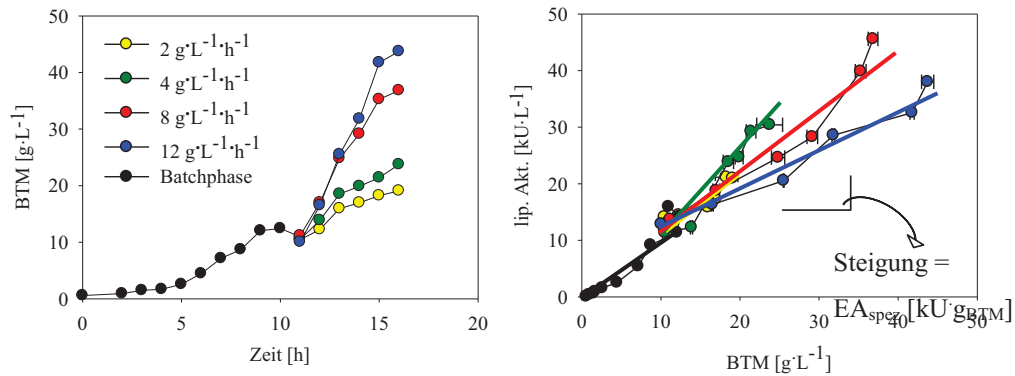 50
40
30
20
10
0
BTM [g·L⁻¹]
2 g·L⁻¹·h⁻¹
4 g·L⁻¹·h⁻¹
8 g·L⁻¹·h⁻¹
12 g·L⁻¹·h⁻¹
Batchphase
0 5 10 15 20
Zeit [h]
50
40
30
20
10
0
lip. Akt. [kU·L⁻¹]
Steigung =
EA_spez [kU·g_BTM]
0 10 20 30 40 50
BTM [g·L⁻¹]